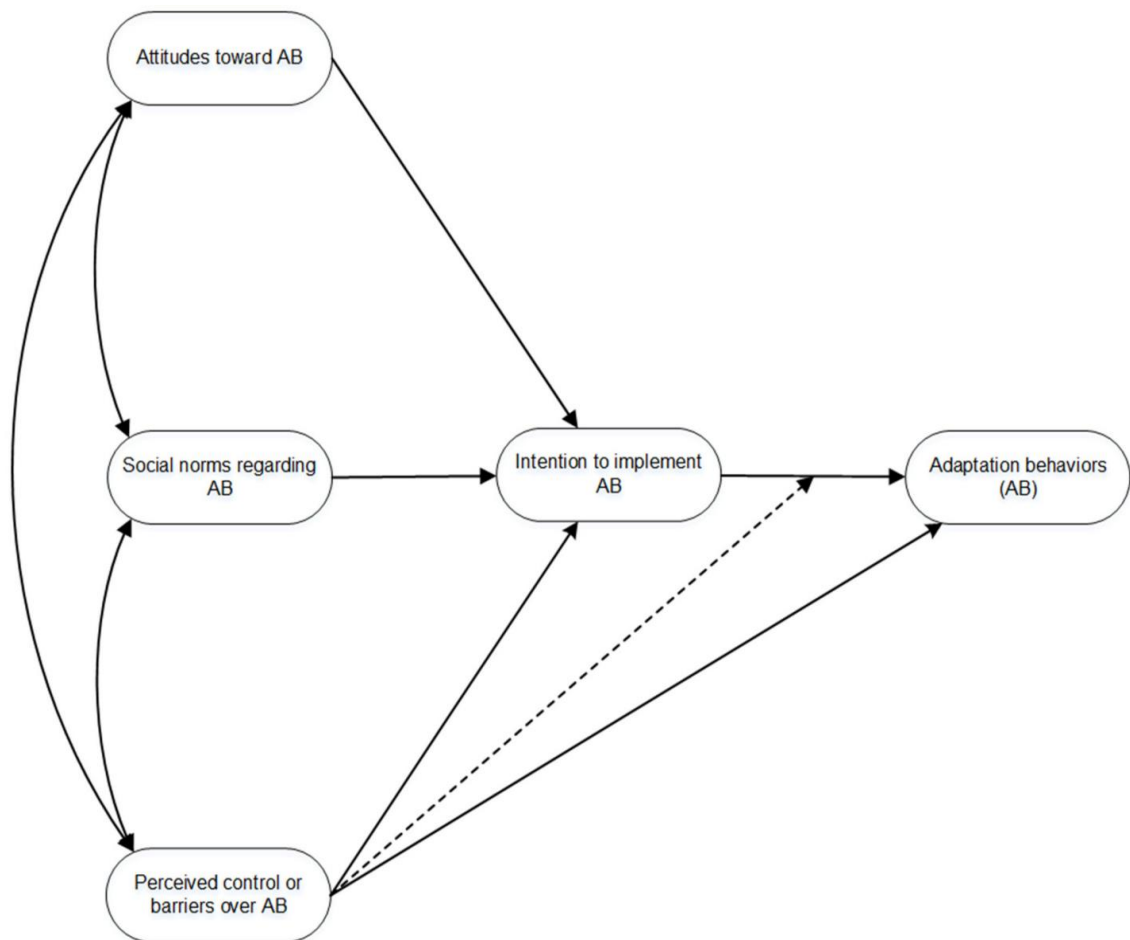 Attitudes toward AB
Social norms regarding
AB
Intention to implement
AB
Adaptation behaviors
(AB)
Perceived control or
barriers over AB